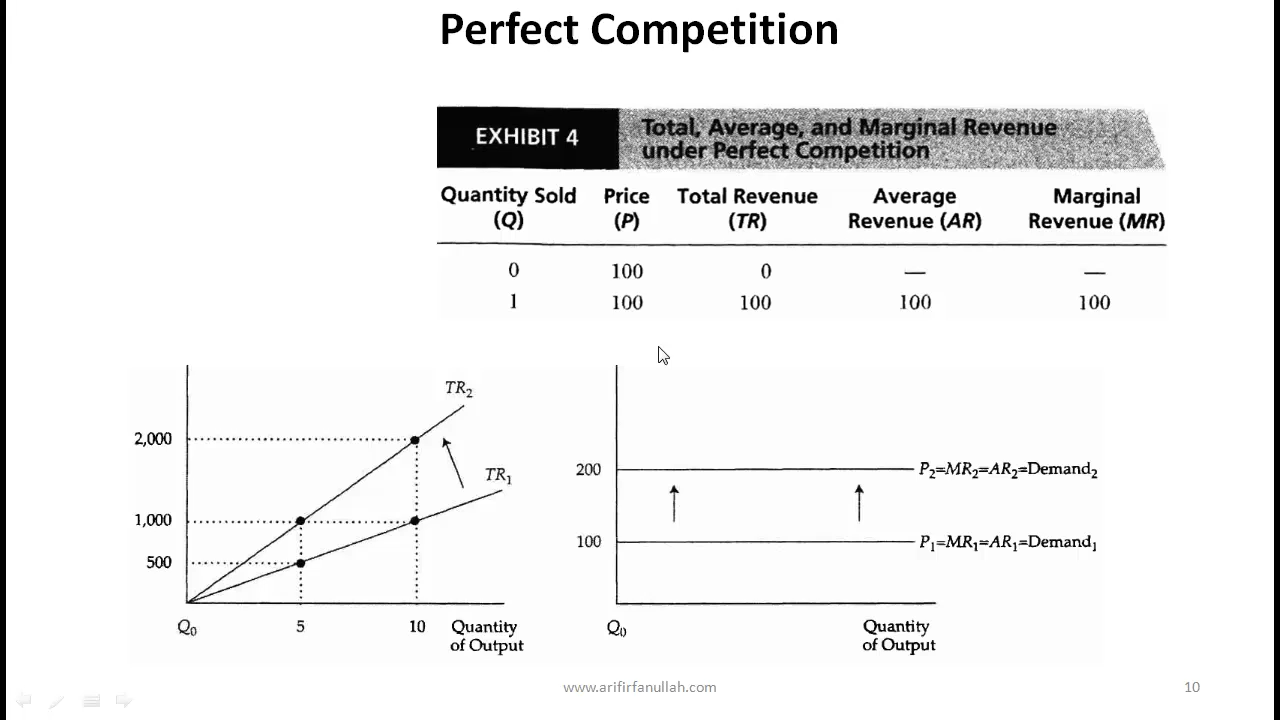 Perfect Competition
EXHIBIT 4
Total, Average, and Marginal Revenue
under Perfect Competition
Quantity Sold Price Total Revenue Average Marginal
(Q) (P) (TR) Revenue (AR) Revenue (MR)
0 100 0 — —
1 100 100 100 100
TR₂
2,000
TR₁
1,000
500
Q₀ 5 10 Quantity
of Output
200 P₂=MR₂=AR₂=Demand₂
100 P₁=MR₁=AR₁=Demand₁
Q₀ Quantity
of Output
www.arifirfanullah.com
10